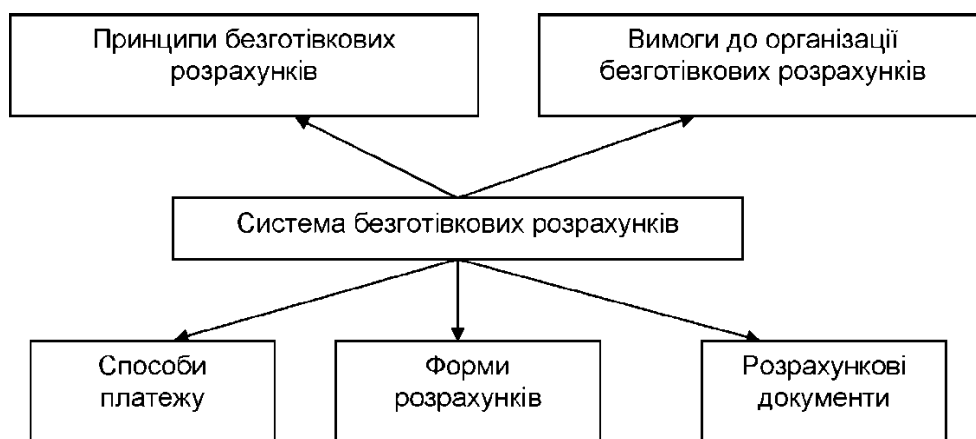 Принципи безготівкових
розрахунків
Вимоги до організації
безготівкових розрахунків
Система безготівкових розрахунків
Способи
платежу
Форми
розрахунків
Розрахункові
документи